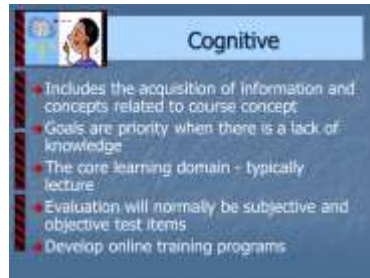 Cognitive
Includes the acquisition of information and
concepts related to course concept
Goals are priority when there is a lack of
knowledge
The core learning domain - typically
lecture
Evaluation will normally be subjective and
objective test items
Develop online training programs